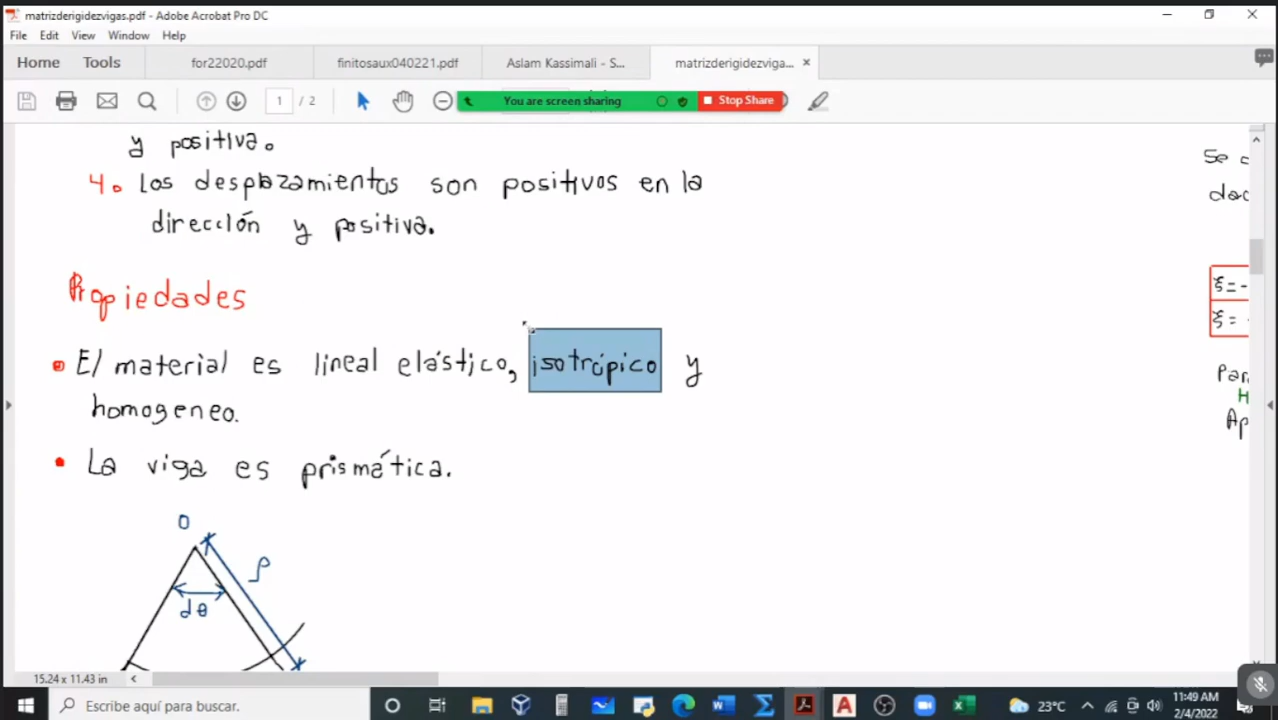 matrizderigidezvigas.pdf - Adobe Acrobat Pro DC
File Edit View Window Help
Home Tools for22020.pdf finitosaux040221.pdf Aslam Kassimali - S... matrizderigidezviga... ×
1 / 2 You are screen sharing Stop Share
y positiva.
4. Los desplazamientos son positivos en la
dirección y positiva.
Propiedades
• El material es lineal elástico, isotrópico y
homogeneo.
• La viga es prismática.
O
ρ
dθ
Se
dac
ξ = -
ξ = -
Par
H
Ap
15.24 x 11.43 in
Escribe aquí para buscar.
23°C
11:49 AM
2/4/2022